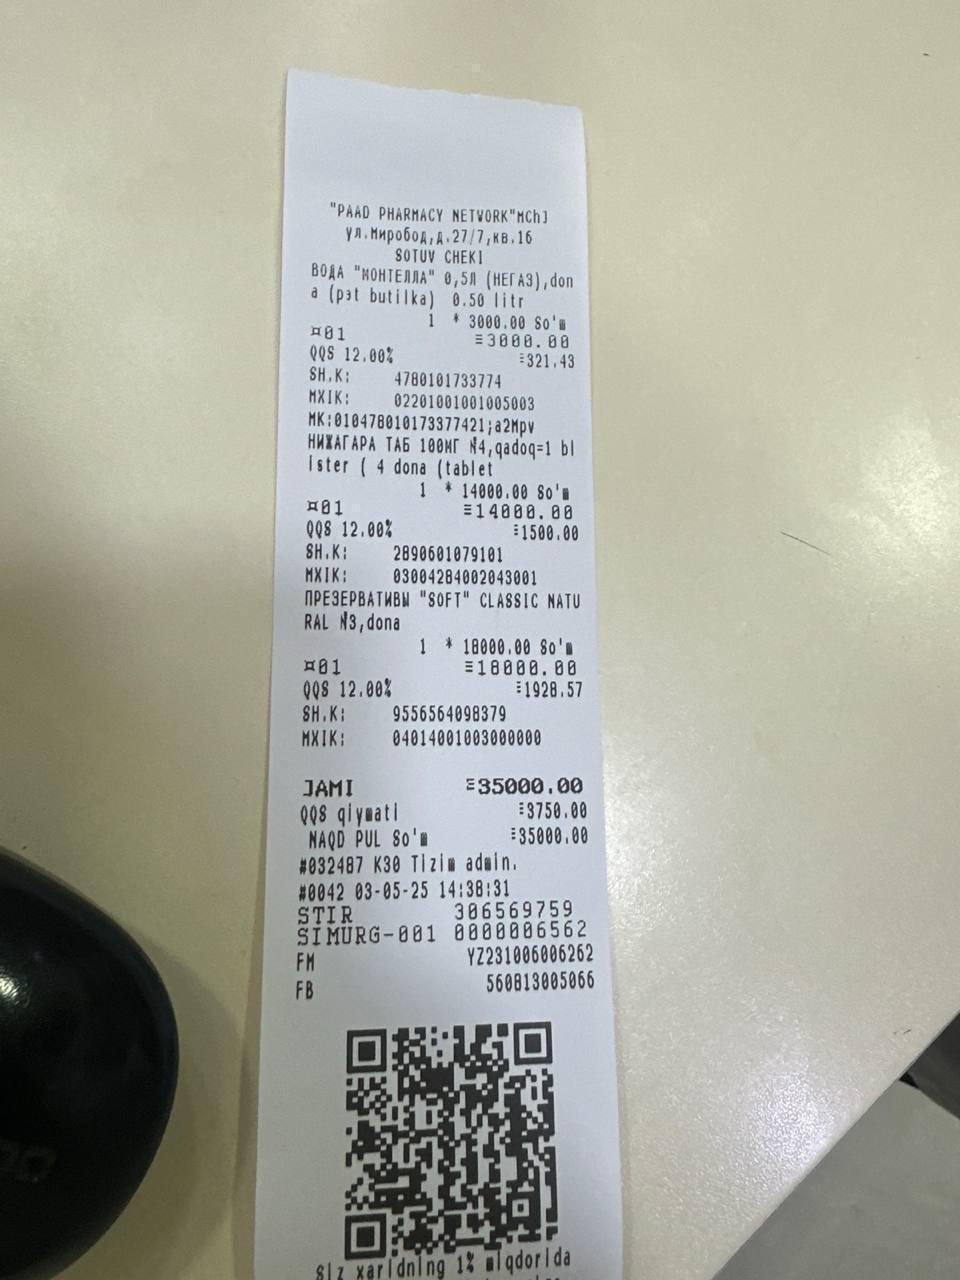 "PAAD PHARMACY NETWORK"MChJ
ул.Миробод,д.27/7,кв.16
SOTUV CHEKI
ВОДА "МОНТЕЛЛА" 0,5Л (НЕГАЗ),don
a (pэt butilka) 0.50 litr
1 * 3000.00 So'm
¤01 =3000.00
QQS 12.00% =321.43
SH.K: 4780101733774
MXIK: 02201001001005003
MK:010478010173377421;a2Mpv
НИЖАГАРА ТАБ 100МГ №4,qadoq=1 bl
ister ( 4 dona (tablet
1 * 14000.00 So'm
¤01 =14000.00
QQS 12.00% =1500.00
SH.K: 2890601079101
MXIK: 03004284002043001
ПРЕЗЕРВАТИВЫ "SOFT" CLASSIC NATU
RAL №3,dona
1 * 18000.00 So'm
¤01 =18000.00
QQS 12.00% =1928.57
SH.K: 9556564098379
MXIK: 04014001003000000
JAMI =35000.00
QQS qiymati =3750.00
NAQD PUL So'm =35000.00
#032487 K30 Tizim admin.
#0042 03-05-25 14:38:31
STIR 306569759
SIMURG-001 0000006562
FM YZ231006006262
FB 560813005066
Siz xaridning 1% miqdorida